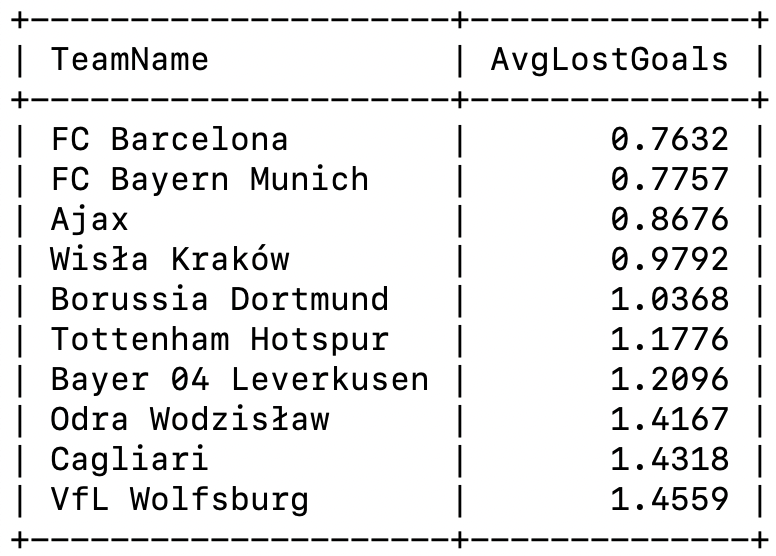 +----------------------+--------------+
| TeamName             | AvgLostGoals |
+----------------------+--------------+
| FC Barcelona         |       0.7632 |
| FC Bayern Munich     |       0.7757 |
| Ajax                 |       0.8676 |
| Wisła Kraków         |       0.9792 |
| Borussia Dortmund    |       1.0368 |
| Tottenham Hotspur    |       1.1776 |
| Bayer 04 Leverkusen  |       1.2096 |
| Odra Wodzisław       |       1.4167 |
| Cagliari             |       1.4318 |
| VfL Wolfsburg        |       1.4559 |
+----------------------+--------------+